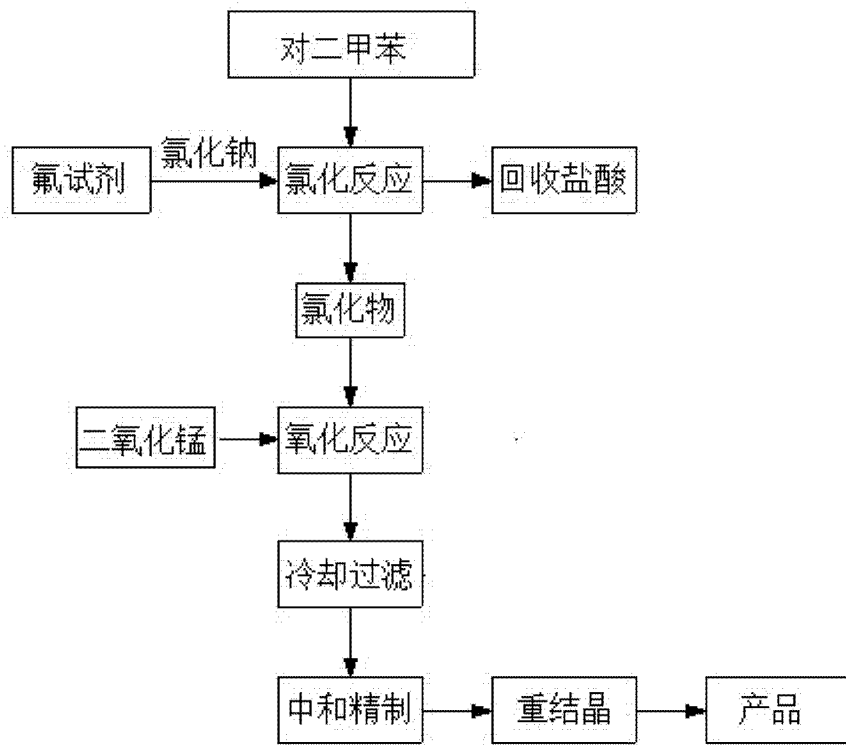 对二甲苯
氟试剂
氯化钠
氯化反应
回收盐酸
氯化物
二氧化锰
氧化反应
冷却过滤
中和精制
重结晶
产品